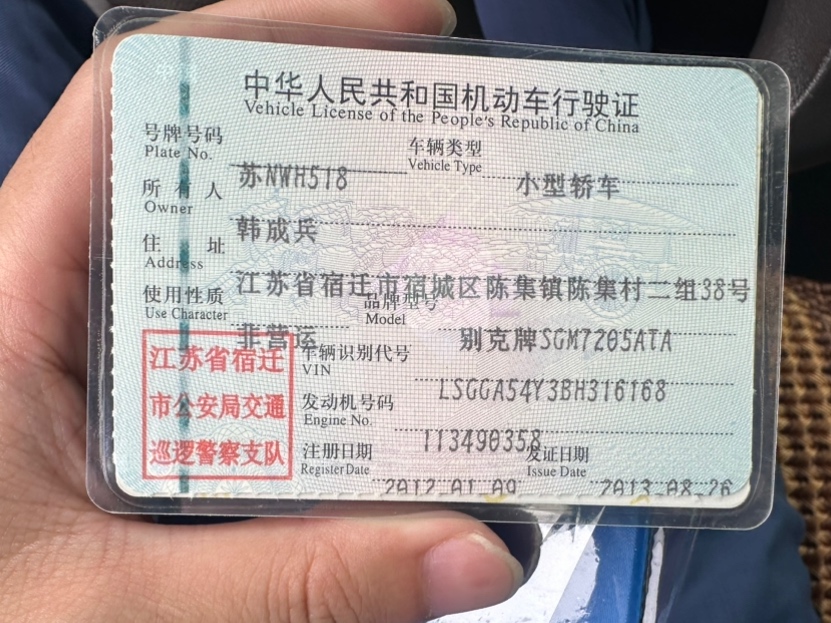 中华人民共和国机动车行驶证
Vehicle License of the People's Republic of China
号牌号码 苏NWH518 车辆类型 小型轿车
Plate No. Vehicle Type
所有人 韩成兵
Owner
住址 江苏省宿迁市宿城区陈集镇陈集村二组38号
Address
使用性质 非营运 品牌型号 别克牌SGM7205ATA
Use Character Model
江苏省宿迁
市公安局交通
巡逻警察支队
车辆识别代号 LSGGA54Y3BH316168
VIN
发动机号码 113490358
Engine No.
注册日期 2012-01-09 发证日期 2013-08-26
Register Date Issue Date